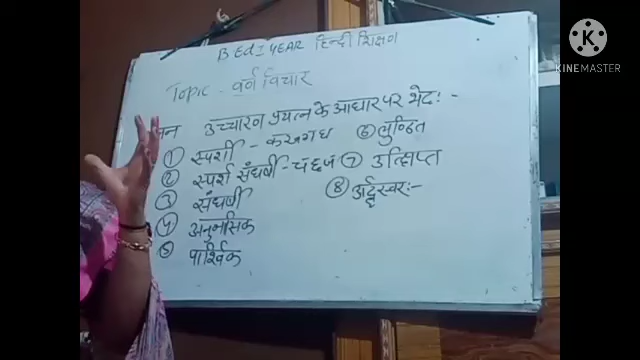 B Ed I YEAR हिन्दी शिक्षण
Topic - वर्ण विचार
उच्चारण प्रयत्न के आधार पर भेद :-
① स्पर्शी - क ख ग घ
② स्पर्श संघर्षी - च छ ज
③ संघर्षी
④ अनुनासिक
⑤ पार्श्विक
⑥ लुण्ठित
⑦ उत्क्षिप्त
⑧ अर्द्धस्वर :-
KINEMASTER